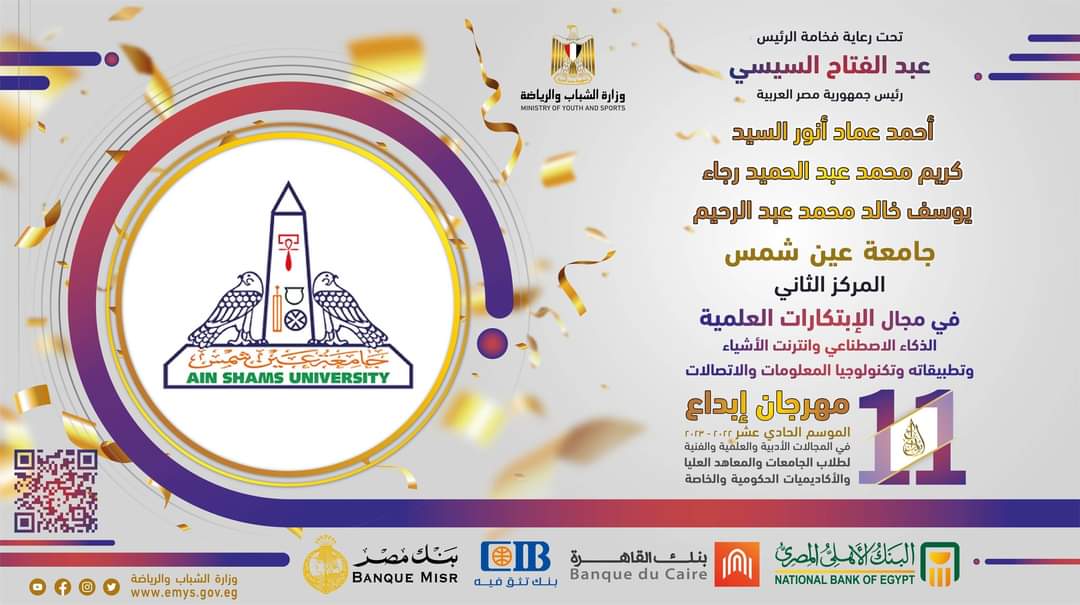 تحت رعاية فخامة الرئيس
عبد الفتاح السيسي
رئيس جمهورية مصر العربية
وزارة الشباب والرياضة
MINISTRY OF YOUTH AND SPORTS
أحمد عماد أنور السيد
كريم محمد عبد الحميد رجاء
يوسف خالد محمد عبد الرحيم
جامعة عين شمس
المركز الثاني
في مجال الإبتكارات العلمية
الذكاء الاصطناعي وانترنت الأشياء
وتطبيقاته وتكنولوجيا المعلومات والاتصالات
جامعة عين شمس
AIN SHAMS UNIVERSITY
11
مهرجان إبداع
الموسم الحادي عشر ٢٠٢٢ - ٢٠٢٣
في المجالات الأدبية والعلمية والفنية
لطلاب الجامعات والمعاهد العليا
والأكاديميات الحكومية والخاصة
البنك الأهلي المصري
NATIONAL BANK OF EGYPT
بنك القاهرة
Banque du Caire
CIB
بنك تثق فيه
بنك مصر
BANQUE MISR
وزارة الشباب والرياضة
www.emys.gov.eg